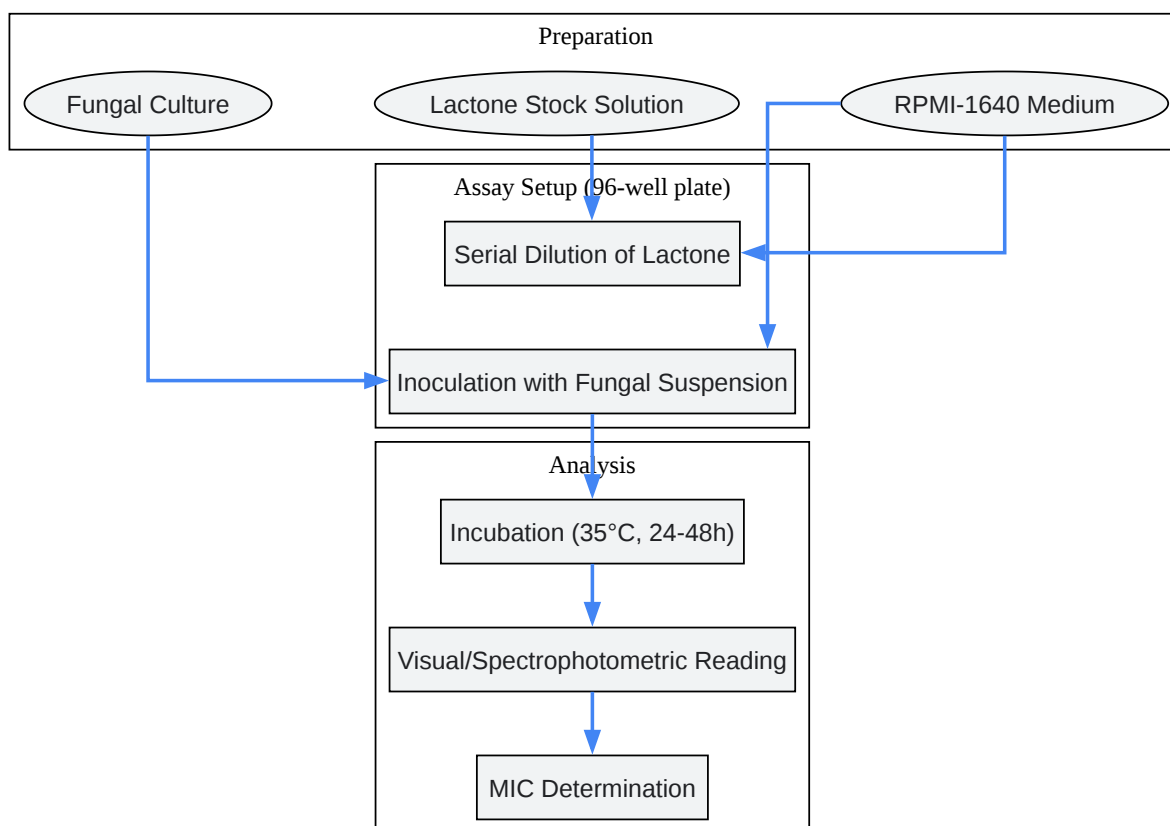 Preparation
Fungal Culture
Lactone Stock Solution
RPMI-1640 Medium
Assay Setup (96-well plate)
Serial Dilution of Lactone
Inoculation with Fungal Suspension
Analysis
Incubation (35°C, 24-48h)
Visual/Spectrophotometric Reading
MIC Determination